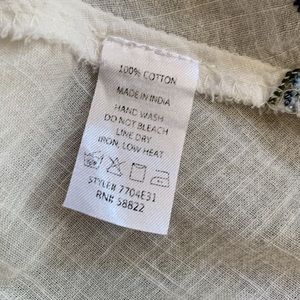 100% COTTON
MADE IN INDIA
HAND WASH
DO NOT BLEACH
LINE DRY
IRON, LOW HEAT
STYLE# 7704E31
RN# 58822